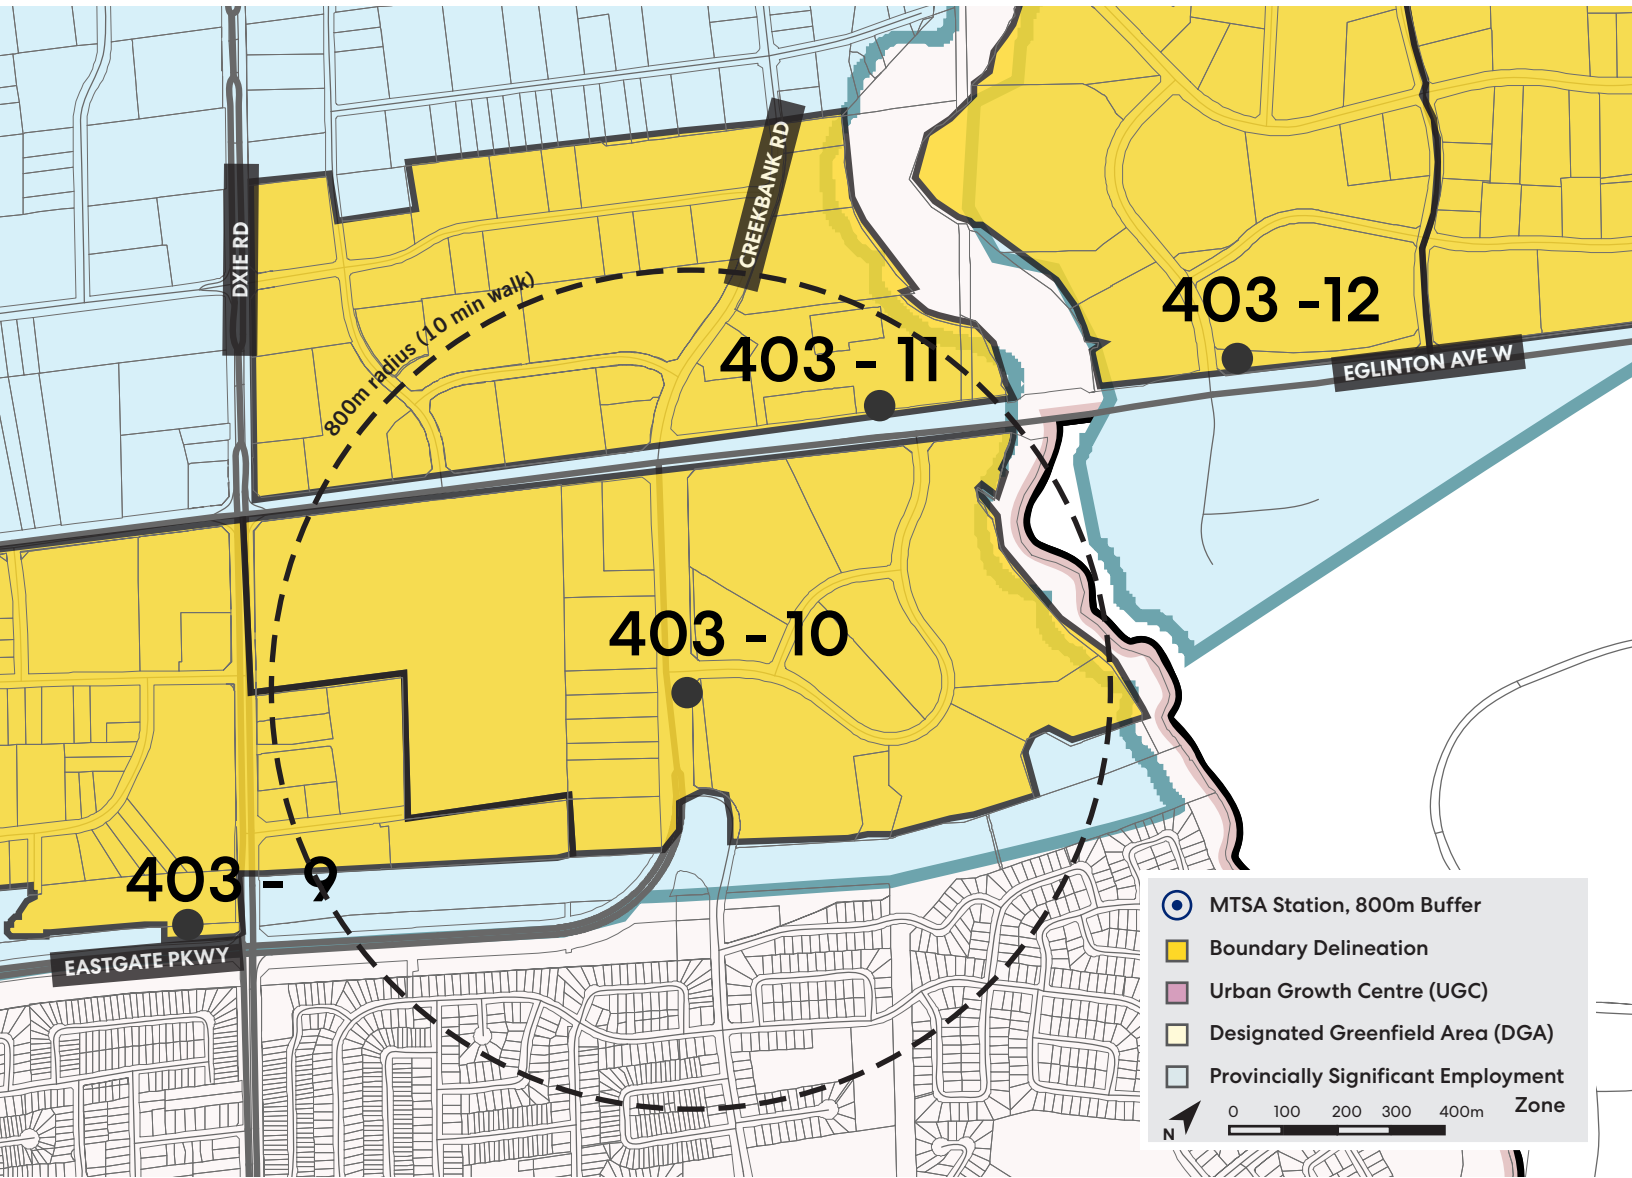 CREEKBANK RD
DXIE RD
800m radius (10 min walk)
403 - 11
403 -12
EGLINTON AVE W
403 - 10
403 - 9
EASTGATE PKWY
MTSA Station, 800m Buffer
Boundary Delineation
Urban Growth Centre (UGC)
Designated Greenfield Area (DGA)
Provincially Significant Employment
Zone
N
0 100 200 300 400m